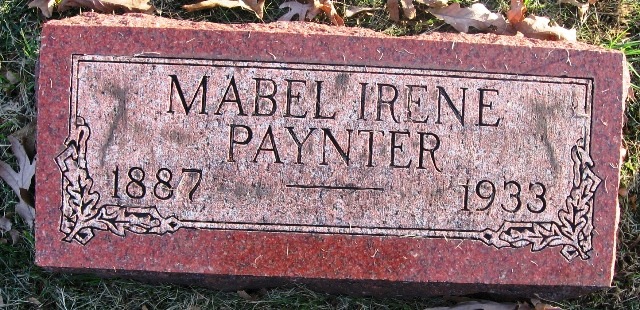 MABEL IRENE
PAYNTER
1887 — 1933